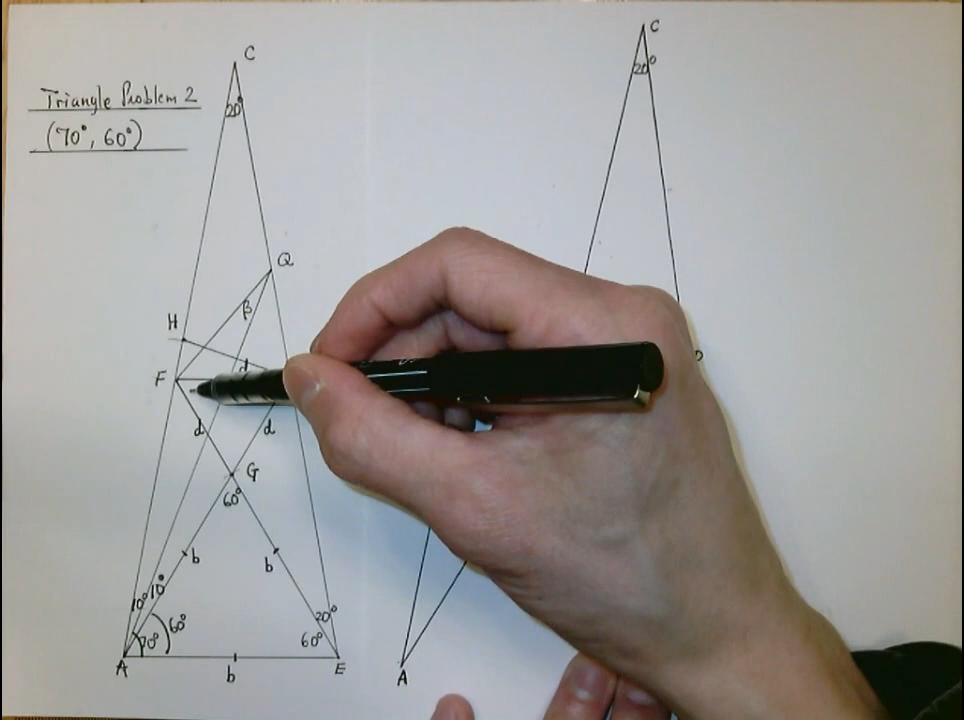 Triangle Problem 2
(70°, 60°)
C
20°
Q
β
H
F
d
d
d
G
60°
b
b
10°
10°
70°
60°
20°
60°
A
b
E
C
20°
A